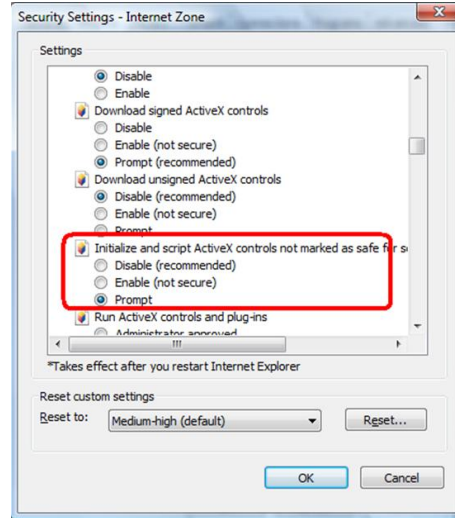 Security Settings - Internet Zone
Settings
Disable
Enable
Download signed ActiveX controls
Disable
Enable (not secure)
Prompt (recommended)
Download unsigned ActiveX controls
Disable (recommended)
Enable (not secure)
Prompt
Initialize and script ActiveX controls not marked as safe for s
Disable (recommended)
Enable (not secure)
Prompt
Run ActiveX controls and plug-ins
Administrator approved
*Takes effect after you restart Internet Explorer
Reset custom settings
Reset to: Medium-high (default) Reset...
OK Cancel